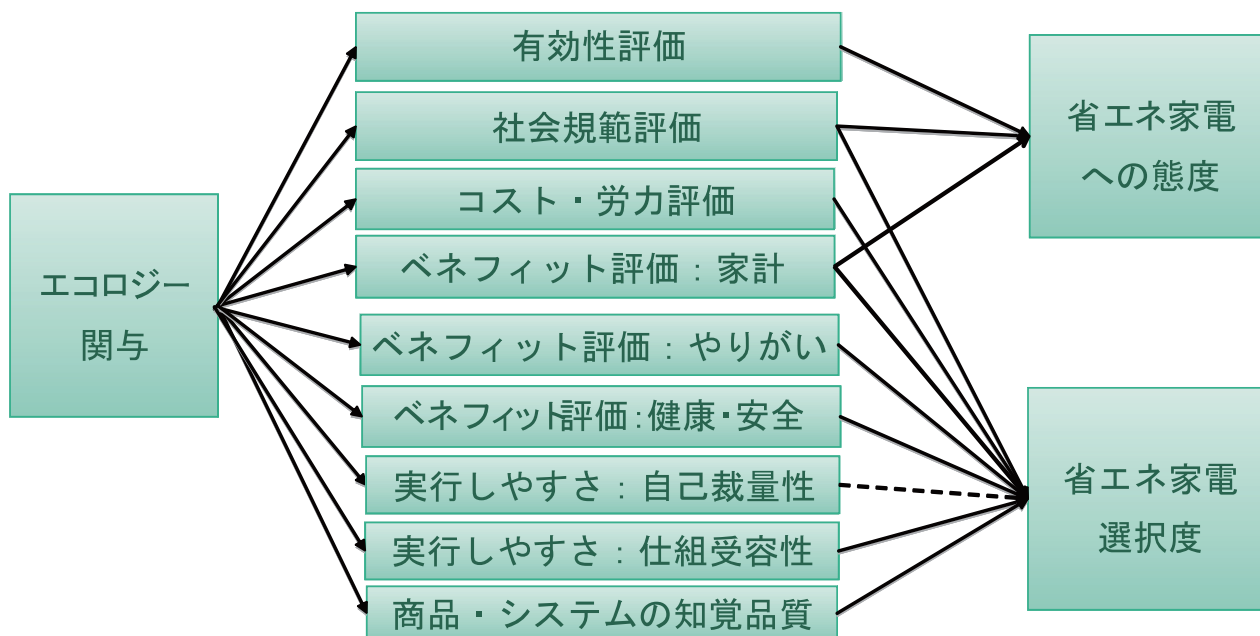 エコロジー
関与
有効性評価
社会規範評価
コスト・労力評価
ベネフィット評価：家計
ベネフィット評価：やりがい
ベネフィット評価：健康・安全
実行しやすさ：自己裁量性
実行しやすさ：仕組受容性
商品・システムの知覚品質
省エネ家電
への態度
省エネ家電
選択度